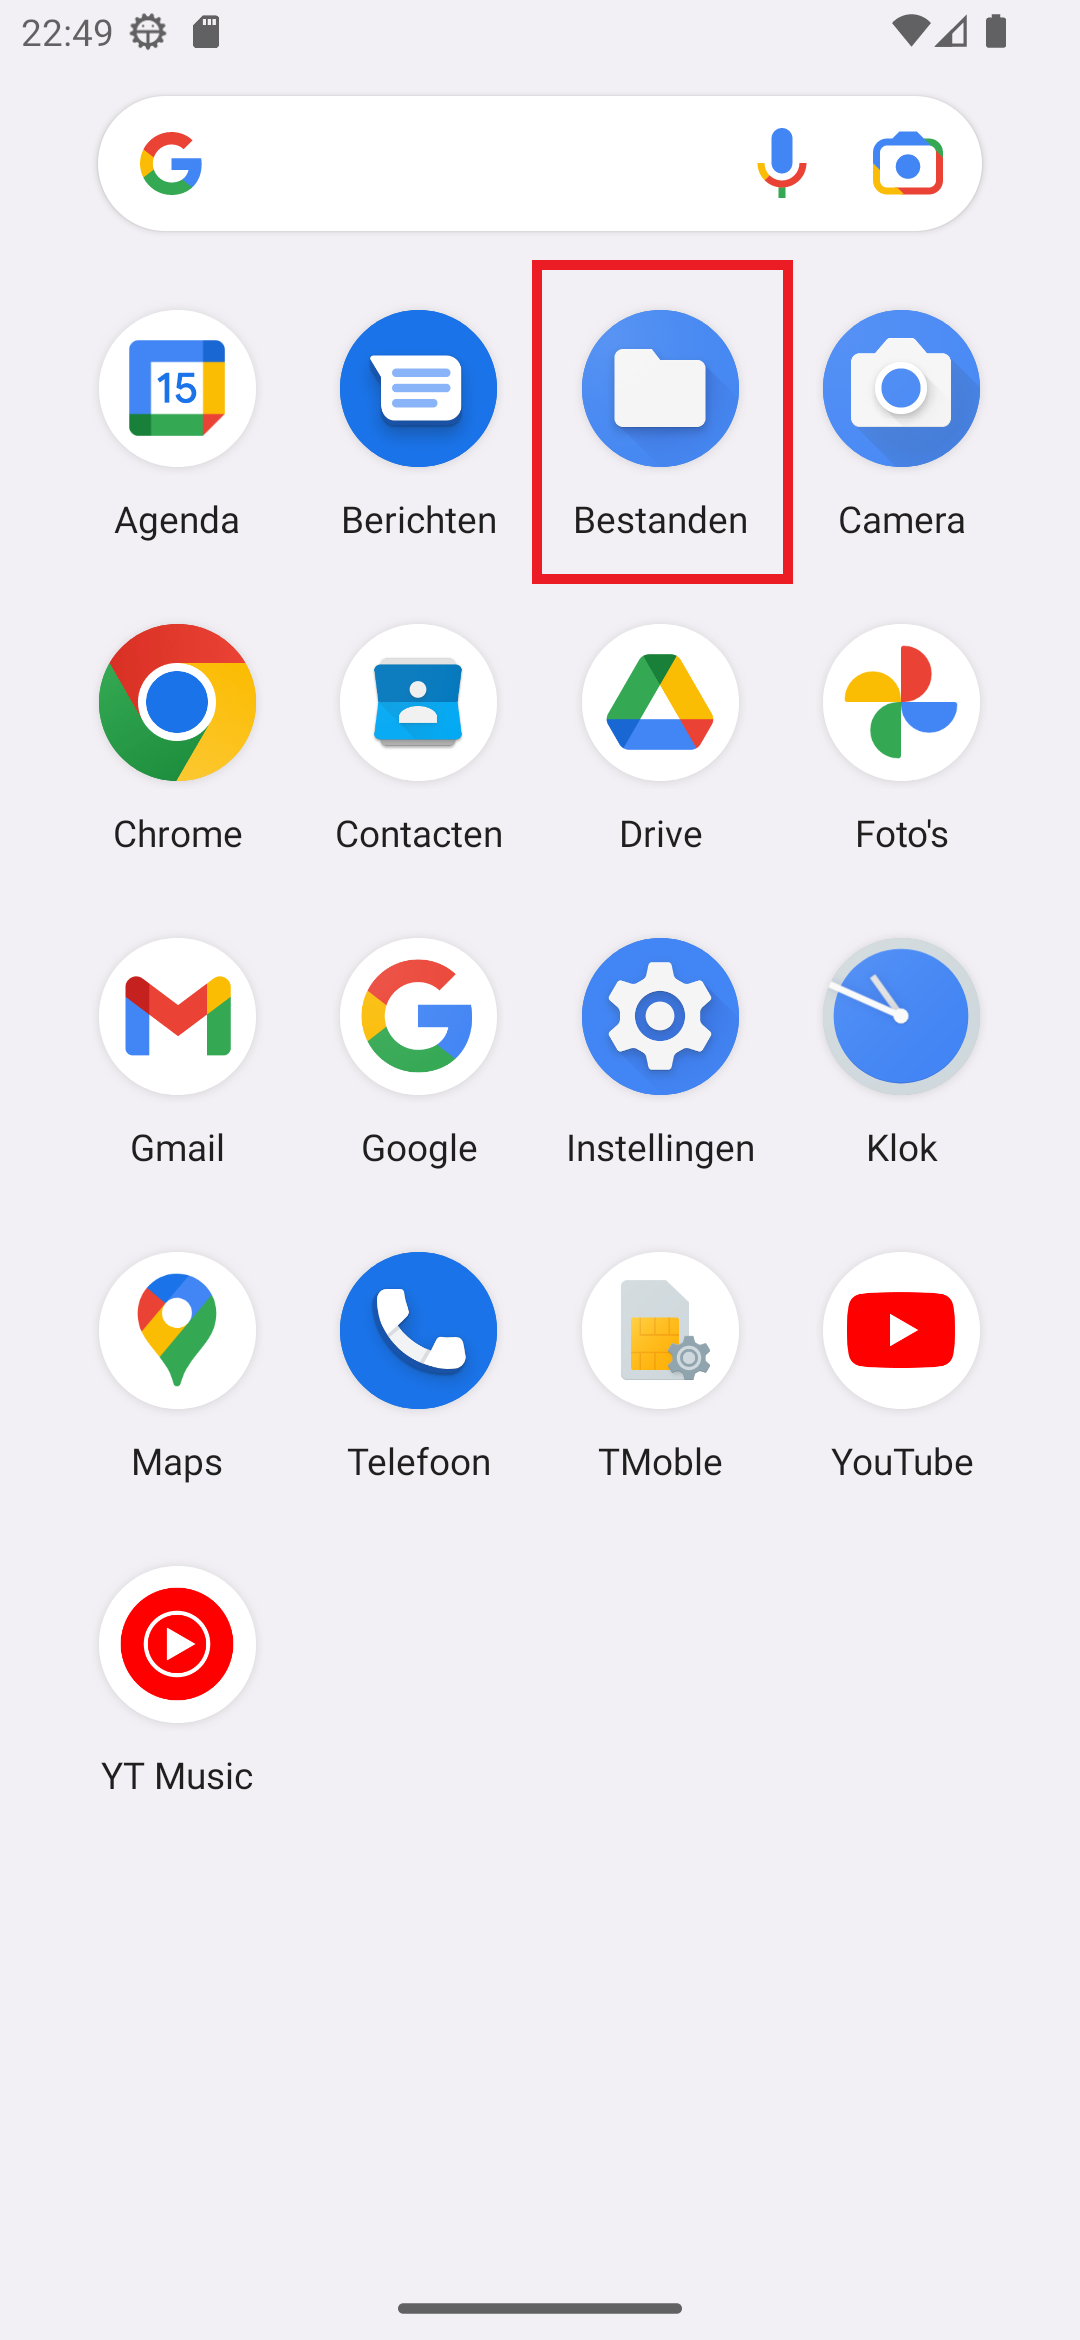 22:49
15
Agenda
Berichten
Bestanden
Camera
Chrome
Contacten
Drive
Foto's
Gmail
Google
Instellingen
Klok
Maps
Telefoon
TMoble
YouTube
YT Music